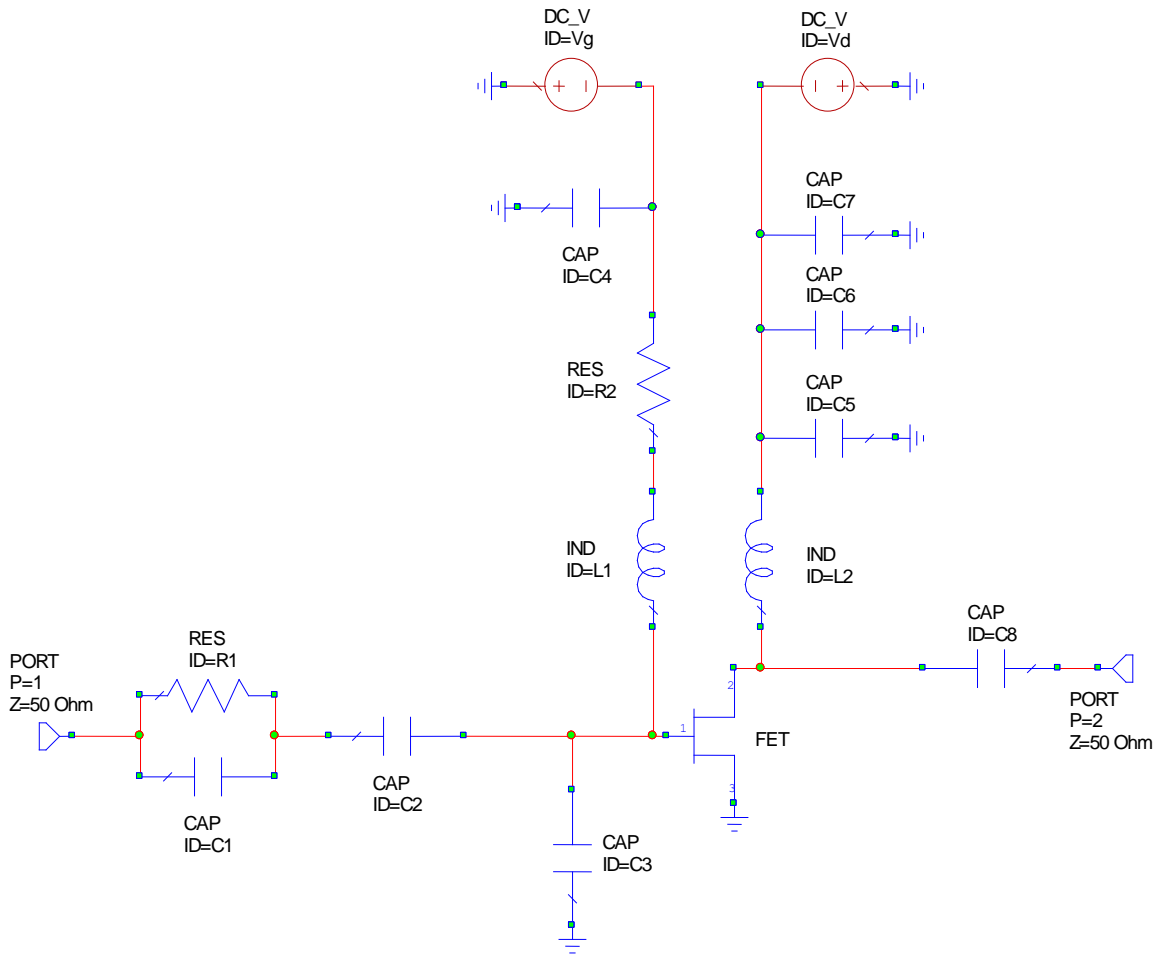 DC_V
ID=Vg
DC_V
ID=Vd
CAP
ID=C7
CAP
ID=C4
CAP
ID=C6
RES
ID=R2
CAP
ID=C5
IND
ID=L1
IND
ID=L2
CAP
ID=C8
RES
ID=R1
PORT
P=1
Z=50 Ohm
2
PORT
P=2
Z=50 Ohm
1
FET
3
CAP
ID=C2
CAP
ID=C1
CAP
ID=C3